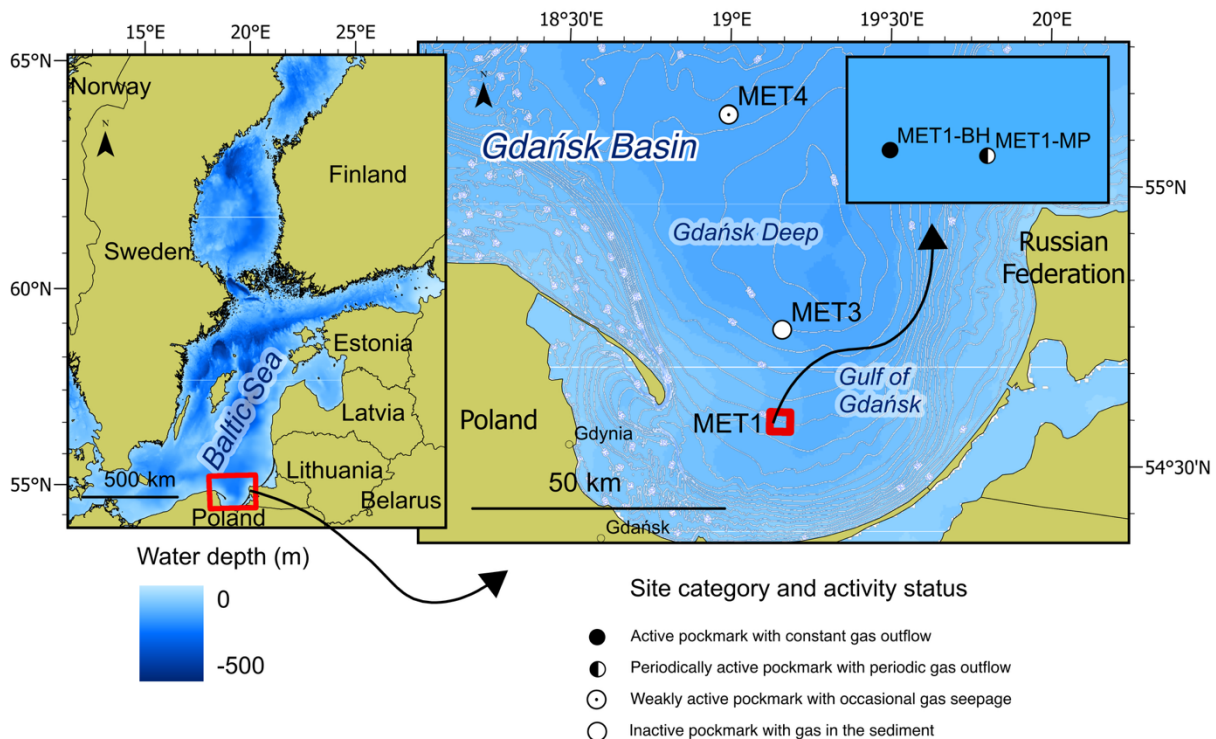 15°E
20°E
25°E
65°N
60°N
55°N
Norway
N
Finland
Sweden
Estonia
Baltic Sea
Latvia
Lithuania
500 km
Belarus
Poland
18°30'E
19°E
19°30'E
20°E
55°N
54°30'N
N
MET4
Gdańsk Basin
MET1-BH
MET1-MP
Gdańsk Deep
Russian
Federation
MET3
Gulf of
Gdańsk
Poland
MET1
Gdynia
50 km
Gdańsk
Water depth (m)
0
-500
Site category and activity status
Active pockmark with constant gas outflow
Periodically active pockmark with periodic gas outflow
Weakly active pockmark with occasional gas seepage
Inactive pockmark with gas in the sediment